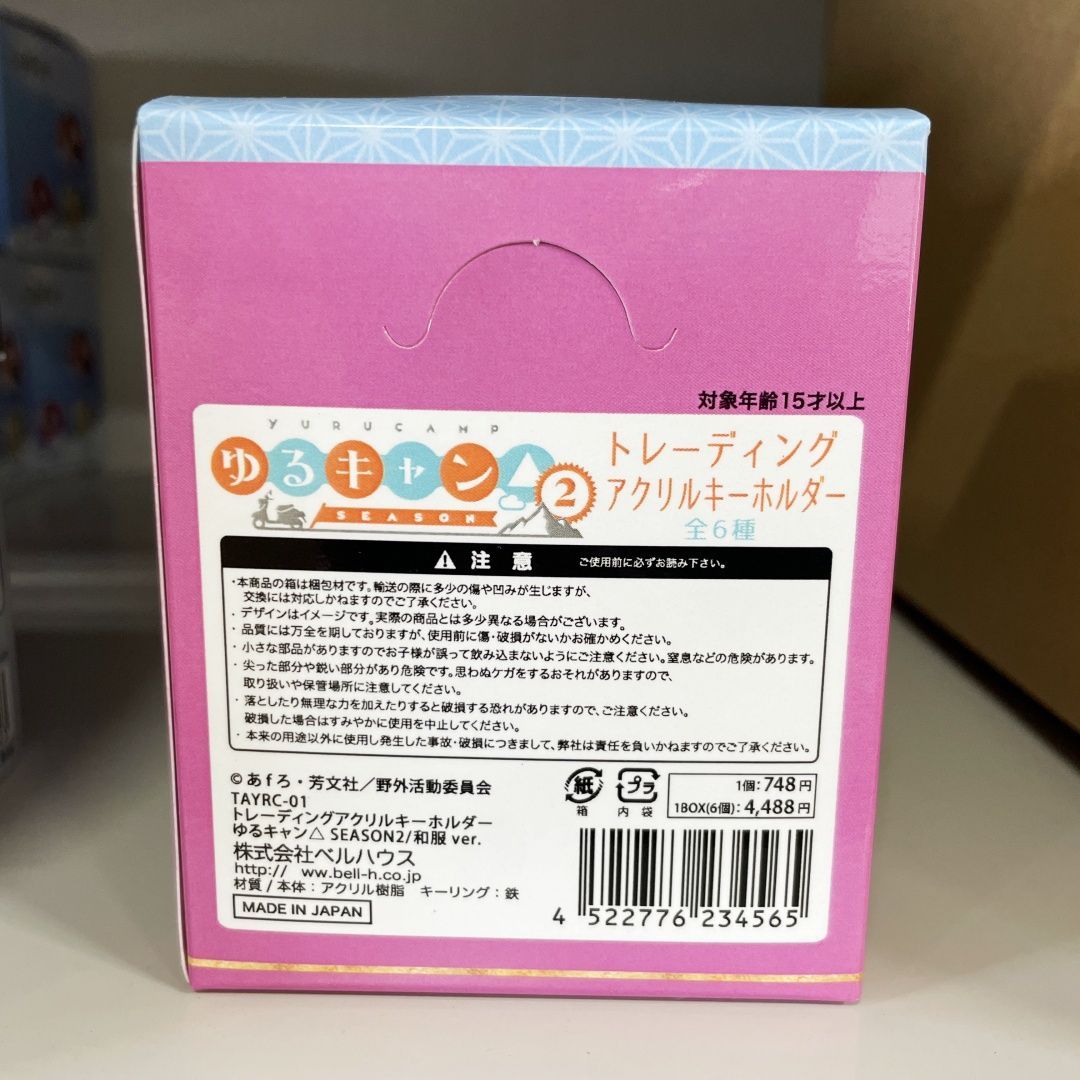 対象年齢15才以上
YURUCAMP
ゆるキャン△2
SEASON
トレーディング
アクリルキーホルダー
全6種
注意 ご使用前に必ずお読み下さい。
・本商品の箱は梱包材です。輸送の際に多少の傷や凹みが生じますが、
交換には対応しかねますのでご了承ください。
・デザインはイメージです。実際の商品とは多少異なる場合がございます。
・品質には万全を期しておりますが、使用前に傷・破損がないかお確かめください。
・小さな部品がありますのでお子様が誤って飲み込まないようにご注意ください。窒息などの危険があります。
・尖った部分や鋭い部分があり危険です。思わぬケガをするおそれがありますので、
取り扱いや保管場所に注意してください。
・落としたり無理な力を加えたりすると破損する恐れがありますので、ご注意ください。
破損した場合はすみやかに使用を中止してください。
・本来の用途以外に使用し発生した事故・破損につきまして、弊社は責任を負いかねますのでご了承ください。
©あfろ・芳文社／野外活動委員会
TAYRC-01
トレーディングアクリルキーホルダー
ゆるキャン△ SEASON2/和服 ver.
株式会社ベルハウス
http:// ww.bell-h.co.jp
材質 / 本体：アクリル樹脂 キーリング：鉄
MADE IN JAPAN
紙 プラ
箱 内袋
1個：748円
1BOX(6個)：4,488円
4 522776 234565